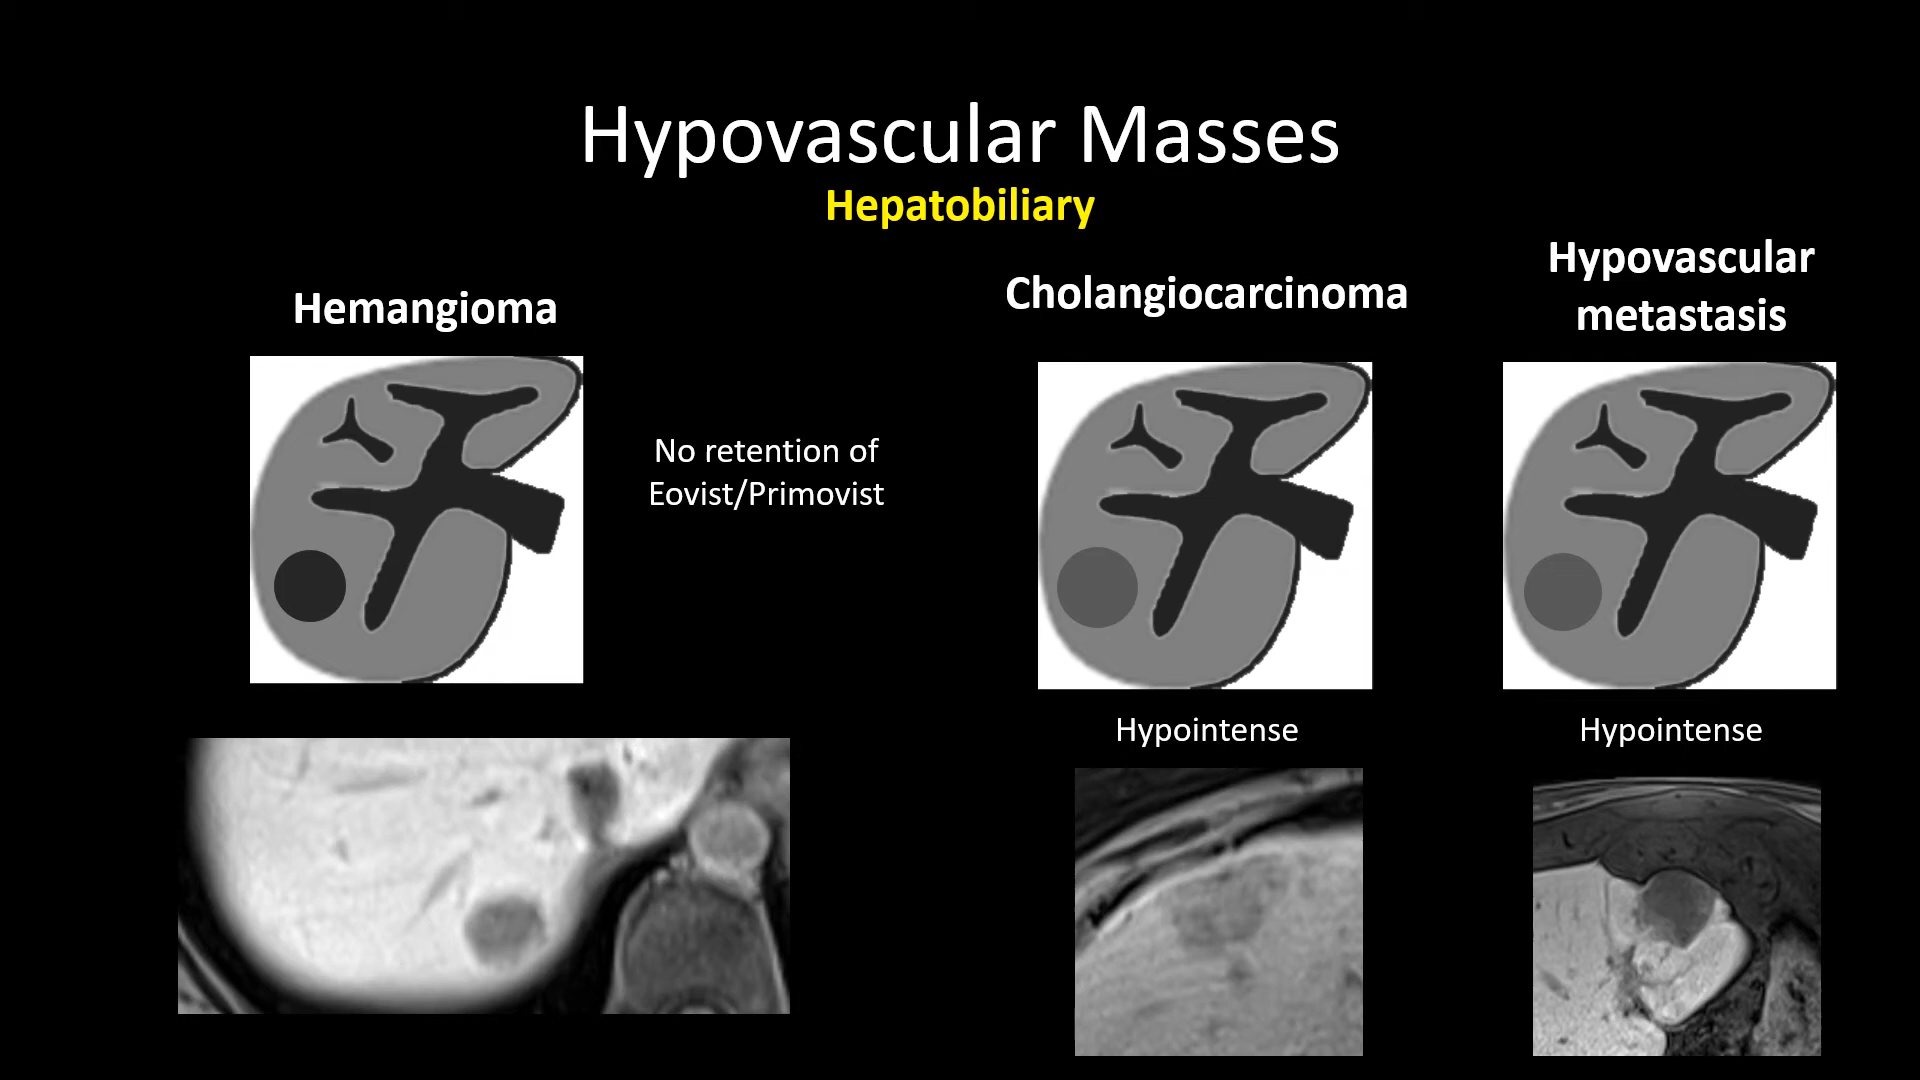 Hypovascular Masses
Hepatobiliary
Hemangioma
No retention of
Eovist/Primovist
Cholangiocarcinoma
Hypointense
Hypovascular
metastasis
Hypointense